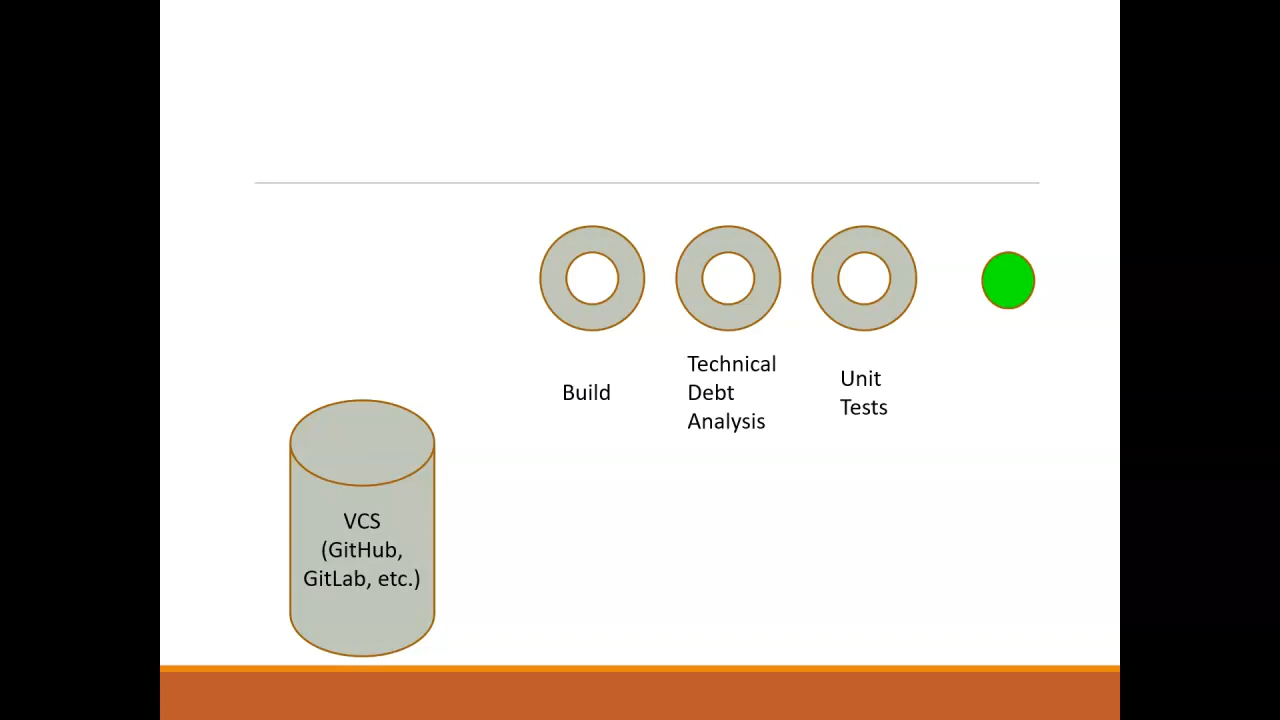 Build
Technical
Debt
Analysis
Unit
Tests
VCS
(GitHub,
GitLab, etc.)